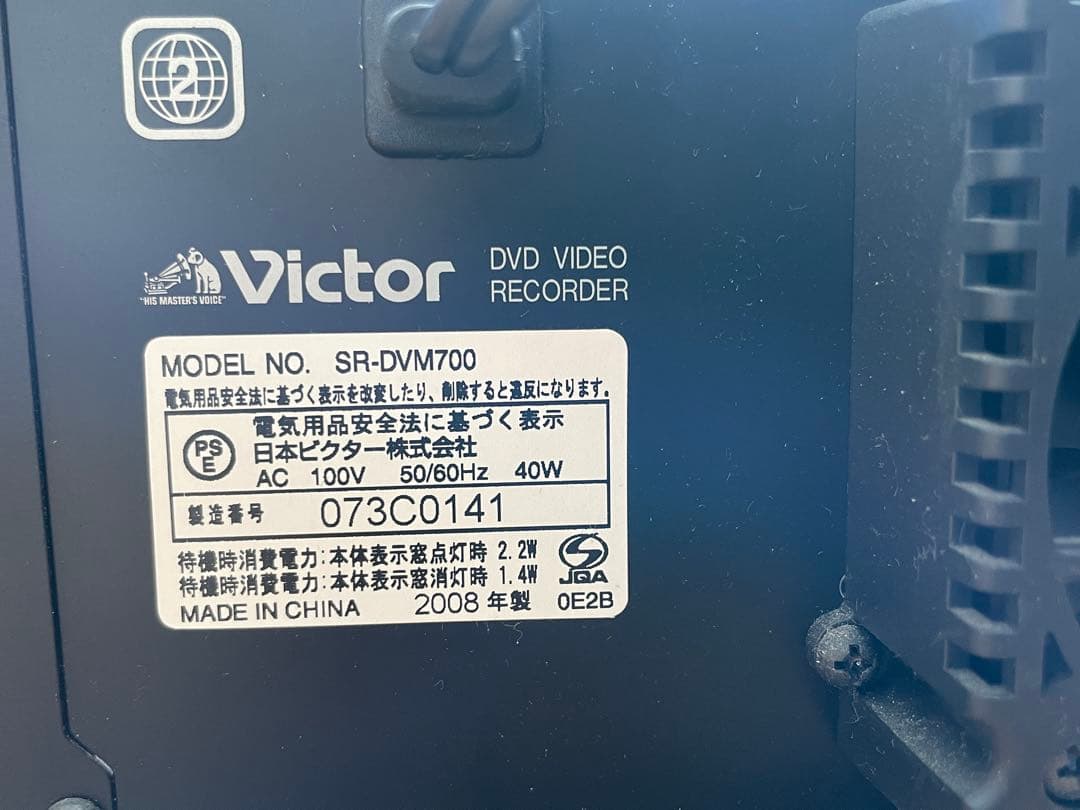 2
"HIS MASTER'S VOICE"
Victor
DVD VIDEO
RECORDER
MODEL NO. SR-DVM700
電気用品安全法に基づく表示を改変したり、削除すると違反になります。
PS
E
電気用品安全法に基づく表示
日本ビクター株式会社
AC 100V 50/60Hz 40W
製造番号 073C0141
待機時消費電力:本体表示窓点灯時 2.2W
待機時消費電力:本体表示窓消灯時 1.4W
JQA
MADE IN CHINA 2008 年製 0E2B